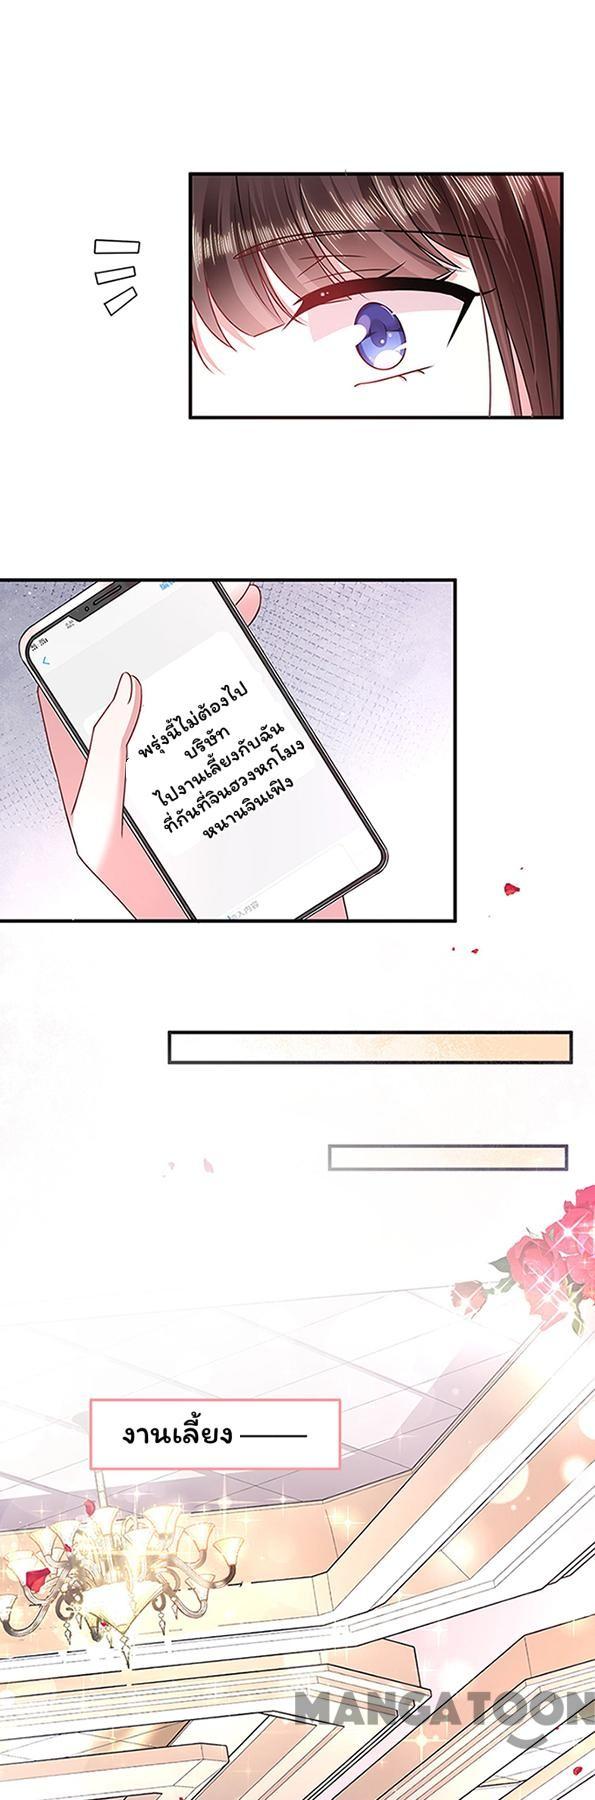 พรุ่งนี้ไม่ต้องไป
บริษัท
ไปงานเลี้ยงกับฉัน
ที่กันที่จินฮวงหกโมง
หนานจินเฟิง
งานเลี้ยง ——
MANGATOON